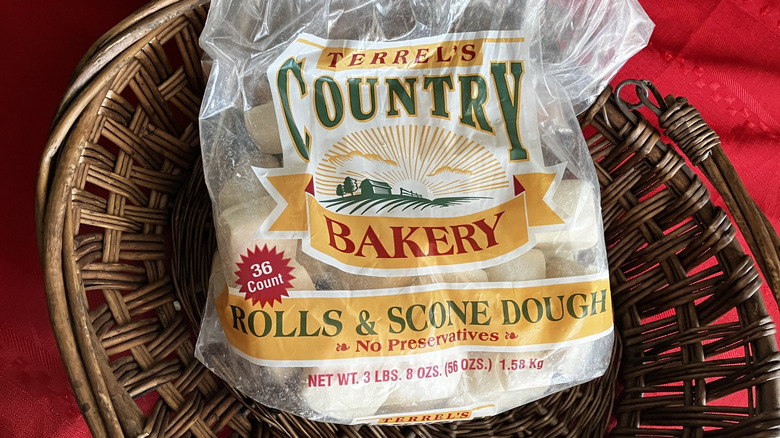 TERREL'S
COUNTRY
BAKERY
36
Count
ROLLS & SCONE DOUGH
No Preservatives
NET WT. 3 LBS. 8 OZS. (56 OZS.) 1.58 Kg
TERREL'S